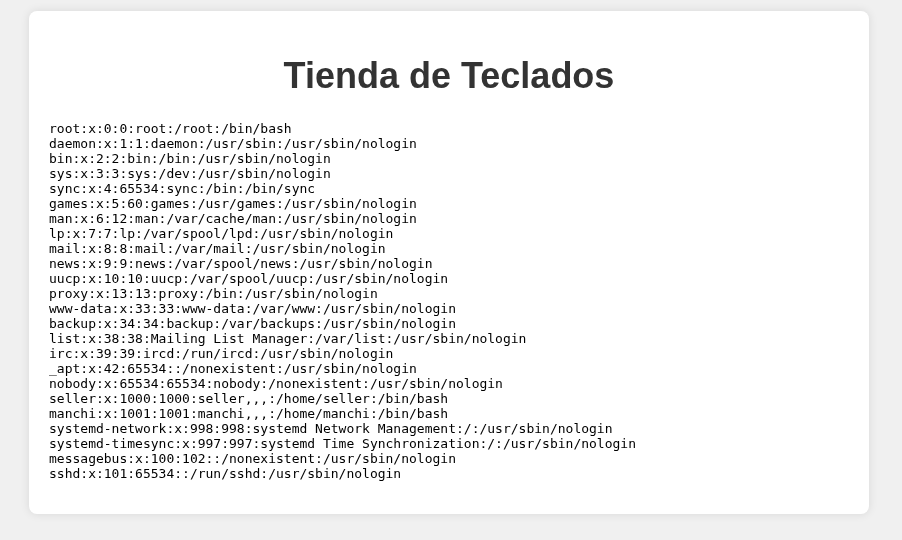 Tienda de Teclados
root:x:0:0:root:/root:/bin/bash
daemon:x:1:1:daemon:/usr/sbin:/usr/sbin/nologin
bin:x:2:2:bin:/bin:/usr/sbin/nologin
sys:x:3:3:sys:/dev:/usr/sbin/nologin
sync:x:4:65534:sync:/bin:/bin/sync
games:x:5:60:games:/usr/games:/usr/sbin/nologin
man:x:6:12:man:/var/cache/man:/usr/sbin/nologin
lp:x:7:7:lp:/var/spool/lpd:/usr/sbin/nologin
mail:x:8:8:mail:/var/mail:/usr/sbin/nologin
news:x:9:9:news:/var/spool/news:/usr/sbin/nologin
uucp:x:10:10:uucp:/var/spool/uucp:/usr/sbin/nologin
proxy:x:13:13:proxy:/bin:/usr/sbin/nologin
www-data:x:33:33:www-data:/var/www:/usr/sbin/nologin
backup:x:34:34:backup:/var/backups:/usr/sbin/nologin
list:x:38:38:Mailing List Manager:/var/list:/usr/sbin/nologin
irc:x:39:39:ircd:/run/ircd:/usr/sbin/nologin
_apt:x:42:65534::/nonexistent:/usr/sbin/nologin
nobody:x:65534:65534:nobody:/nonexistent:/usr/sbin/nologin
seller:x:1000:1000:seller,,,:/home/seller:/bin/bash
manchi:x:1001:1001:manchi,,,:/home/manchi:/bin/bash
systemd-network:x:998:998:systemd Network Management:/:/usr/sbin/nologin
systemd-timesync:x:997:997:systemd Time Synchronization:/:/usr/sbin/nologin
messagebus:x:100:102::/nonexistent:/usr/sbin/nologin
sshd:x:101:65534::/run/sshd:/usr/sbin/nologin